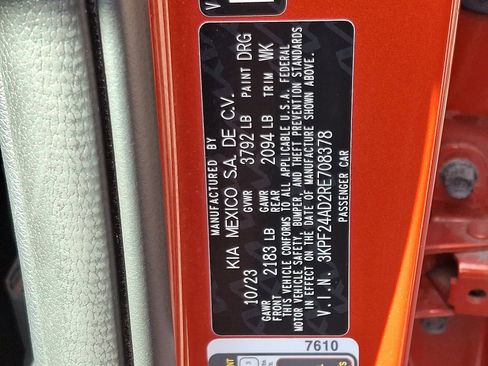 MANUFACTURED BY
KIA MEXICO S.A. DE C.V.
10/23 GVWR 3792 LB PAINT DRG
GAWR FRONT 2183 LB GAWR REAR 2094 LB TRIM WK
THIS VEHICLE CONFORMS TO ALL APPLICABLE U.S.A. FEDERAL
MOTOR VEHICLE SAFETY, BUMPER, AND THEFT PREVENTION STANDARDS
IN EFFECT ON THE DATE OF MANUFACTURE SHOWN ABOVE.
V.I.N. 3KPF24AD2RE708378
PASSENGER CAR
7610